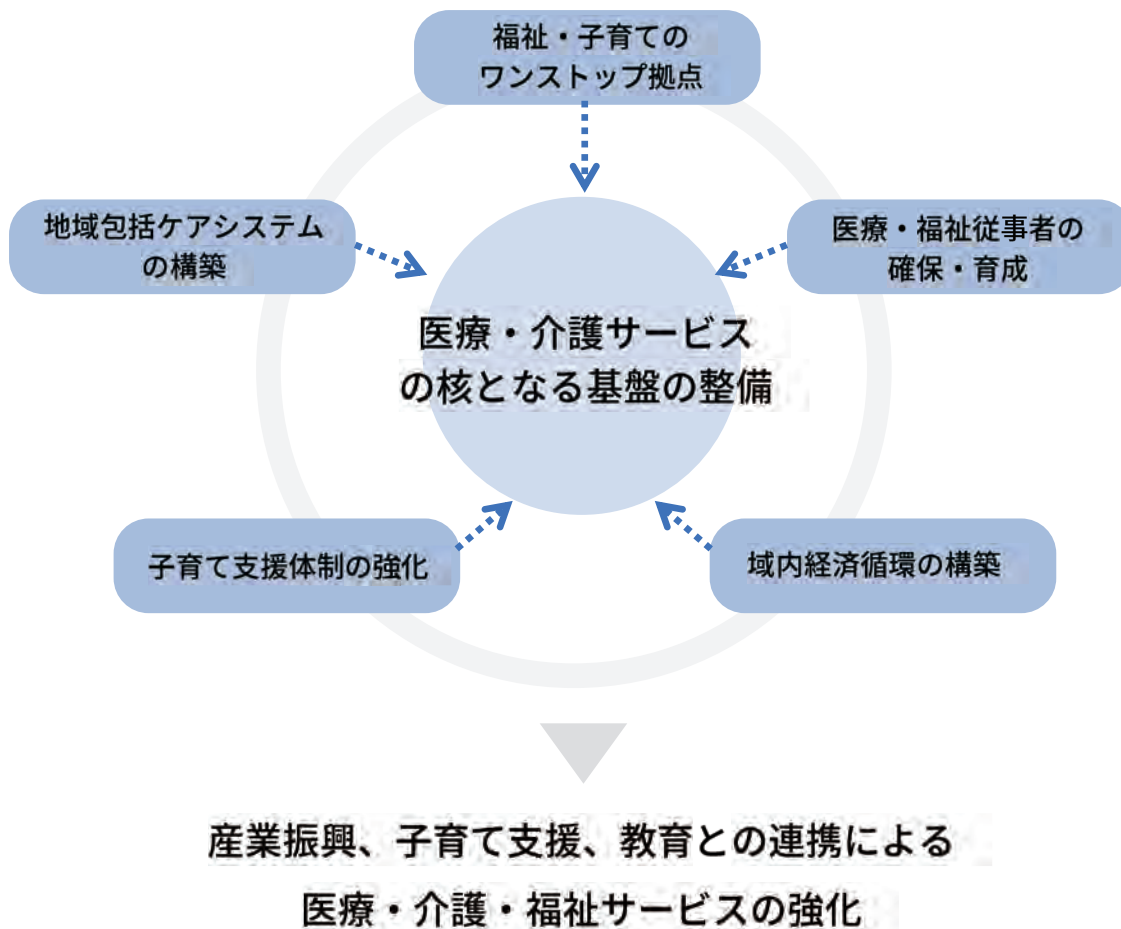 福祉・子育ての
ワンストップ拠点
地域包括ケアシステム
の構築
医療・福祉従事者の
確保・育成
医療・介護サービス
の核となる基盤の整備
子育て支援体制の強化
域内経済循環の構築
産業振興、子育て支援、教育との連携による
医療・介護・福祉サービスの強化